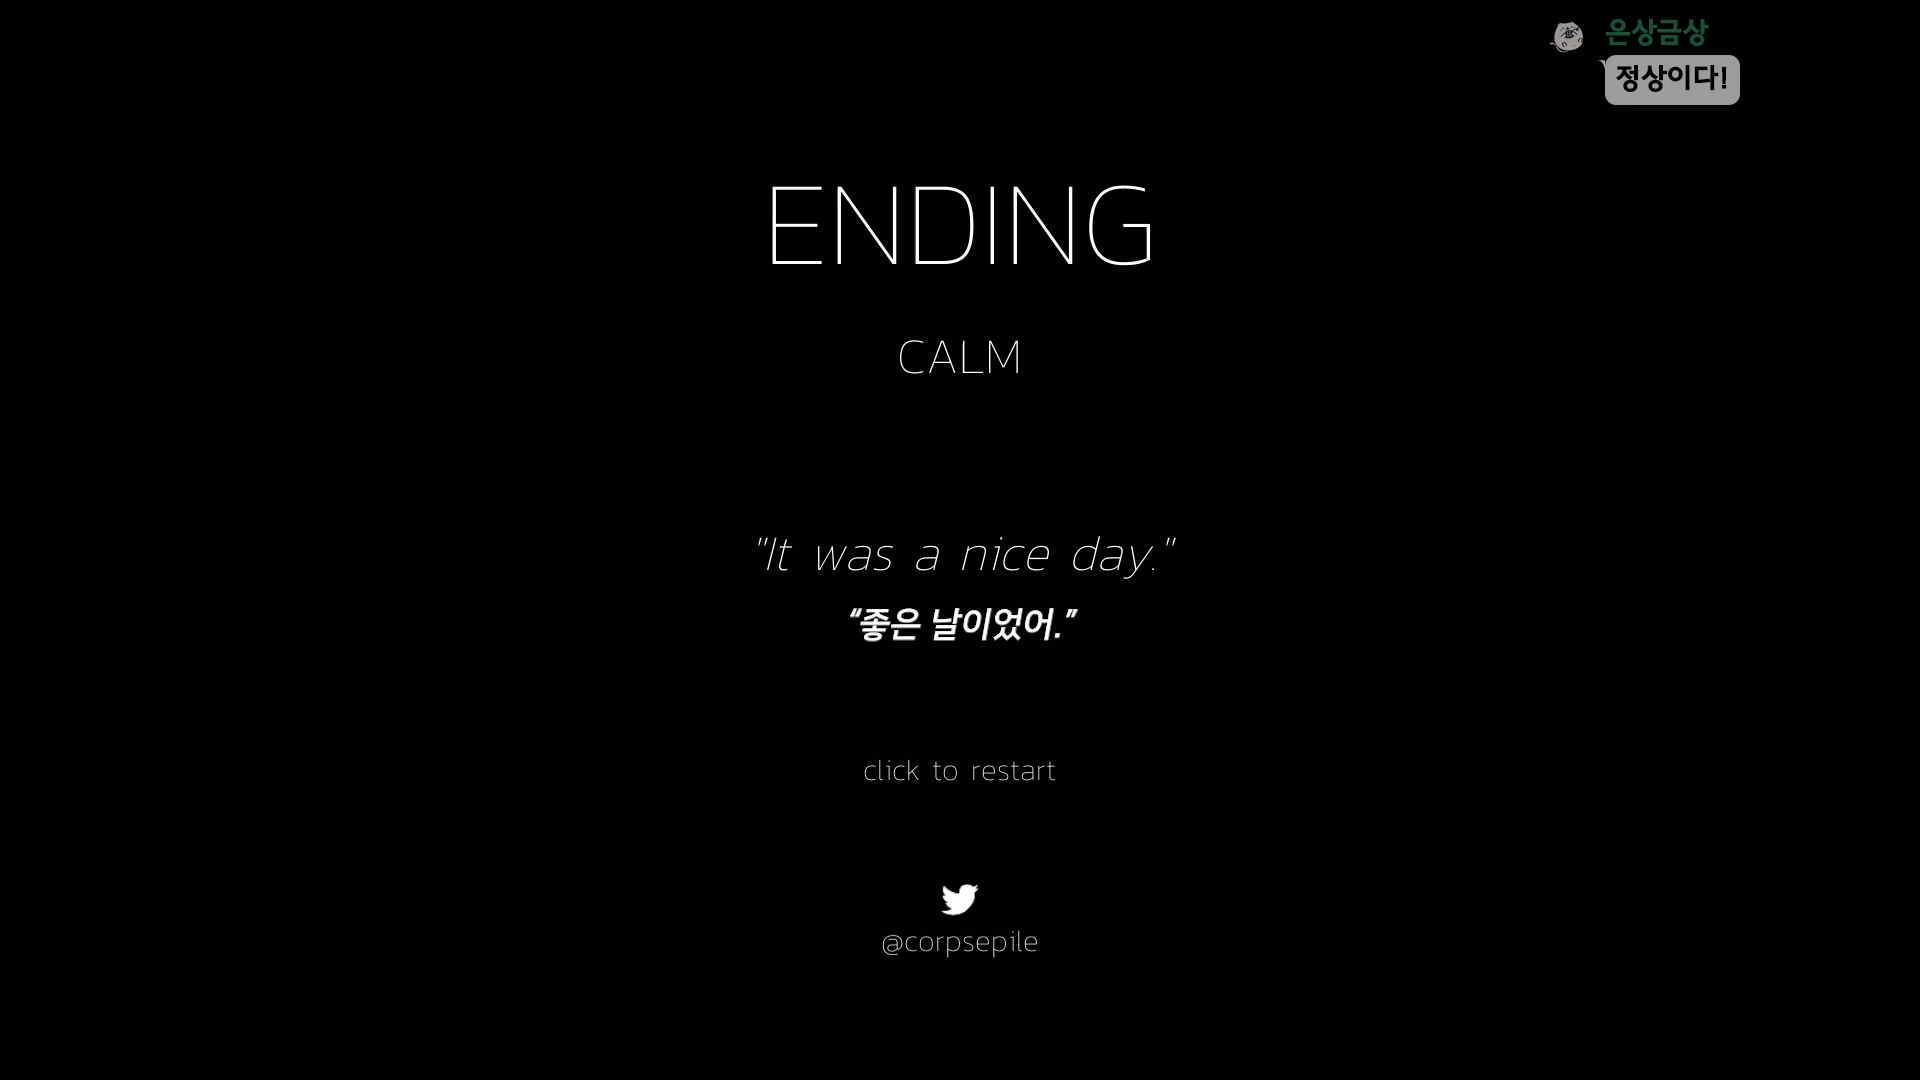 은상금상
정상이다!
ENDING
CALM
"It was a nice day."
“좋은 날이었어.”
click to restart
@corpsepile